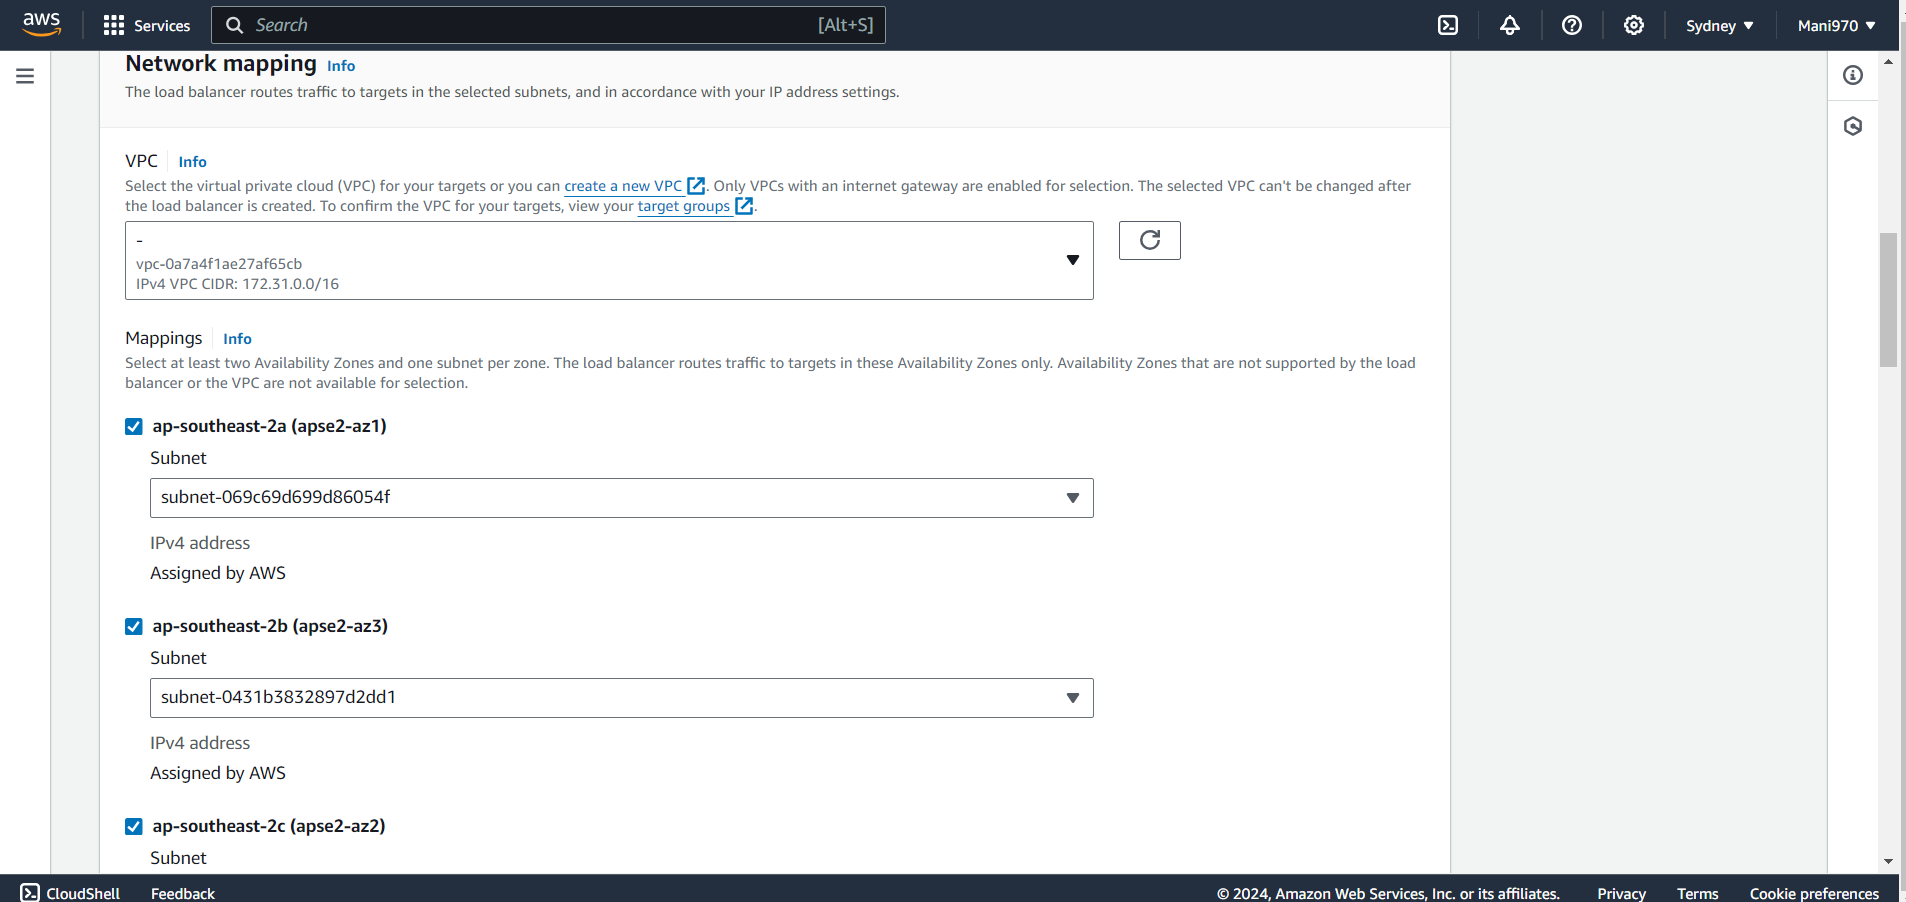 aws
Services
Search
[Alt+S]
Sydney ▼
Mani970 ▼
Network mapping Info
The load balancer routes traffic to targets in the selected subnets, and in accordance with your IP address settings.
VPC Info
Select the virtual private cloud (VPC) for your targets or you can create a new VPC . Only VPCs with an internet gateway are enabled for selection. The selected VPC can't be changed after
the load balancer is created. To confirm the VPC for your targets, view your target groups .
-
vpc-0a7a4f1ae27af65cb
IPv4 VPC CIDR: 172.31.0.0/16
Mappings Info
Select at least two Availability Zones and one subnet per zone. The load balancer routes traffic to targets in these Availability Zones only. Availability Zones that are not supported by the load
balancer or the VPC are not available for selection.
ap-southeast-2a (apse2-az1)
Subnet
subnet-069c69d699d86054f
IPv4 address
Assigned by AWS
ap-southeast-2b (apse2-az3)
Subnet
subnet-0431b3832897d2dd1
IPv4 address
Assigned by AWS
ap-southeast-2c (apse2-az2)
Subnet
CloudShell
Feedback
© 2024, Amazon Web Services, Inc. or its affiliates.
Privacy
Terms
Cookie preferences